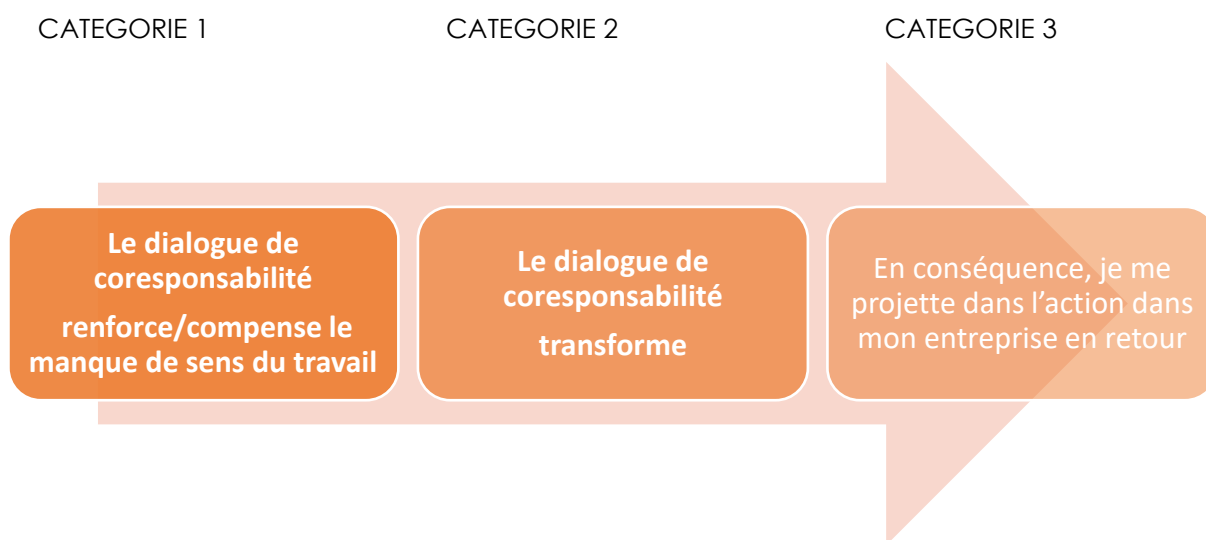 CATEGORIE 1
CATEGORIE 2
CATEGORIE 3
Le dialogue de
coresponsabilité
renforce/compense le
manque de sens du travail
Le dialogue de
coresponsabilité
transforme
En conséquence, je me
projette dans l’action dans
mon entreprise en retour